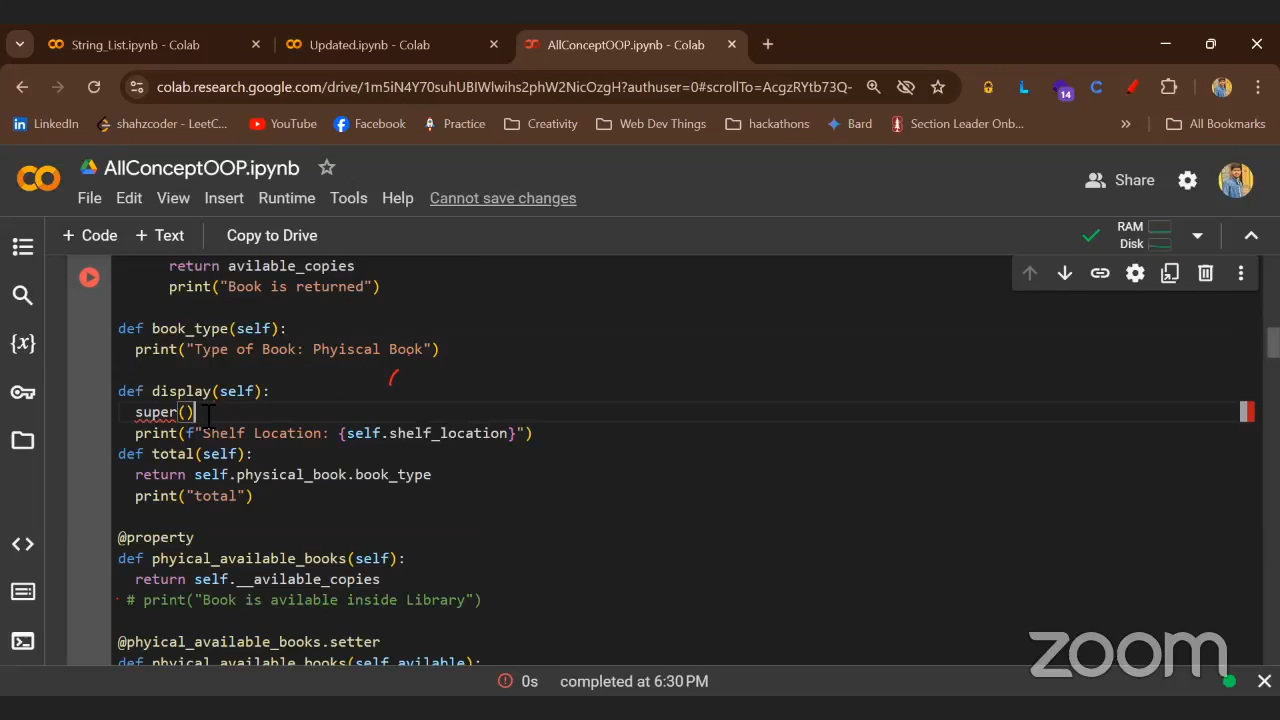 String_List.ipynb - Colab
Updated.ipynb - Colab
AllConceptOOP.ipynb - Colab
colab.research.google.com/drive/1m5iN4Y70suhUBIWlwihs2phW2NicOzgH?authuser=0#scrollTo=AcgzRYtb73Q-
14
LinkedIn
shahzcoder - LeetC...
YouTube
Facebook
Practice
Creativity
Web Dev Things
hackathons
Bard
Section Leader Onb...
»
All Bookmarks
AllConceptOOP.ipynb
File Edit View Insert Runtime Tools Help Cannot save changes
Share
+ Code + Text Copy to Drive
RAM
Disk
return avilable_copies
print("Book is returned")
def book_type(self):
print("Type of Book: Phyiscal Book")
def display(self):
super()
print(f"Shelf Location: {self.shelf_location}")
def total(self):
return self.physical_book.book_type
print("total")
@property
def phyical_available_books(self):
return self.__avilable_copies
# print("Book is avilable inside Library")
@phyical_available_books.setter
def phyical_available_books(self,avilable):
0s completed at 6:30 PM
zoom